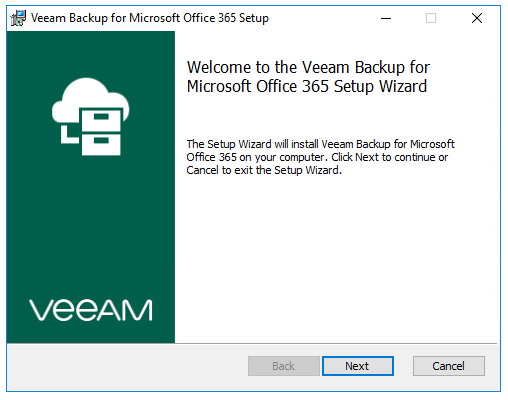 Veeam Backup for Microsoft Office 365 Setup
Welcome to the Veeam Backup for
Microsoft Office 365 Setup Wizard
The Setup Wizard will install Veeam Backup for Microsoft
Office 365 on your computer. Click Next to continue or
Cancel to exit the Setup Wizard.
VEEAM
Back
Next
Cancel